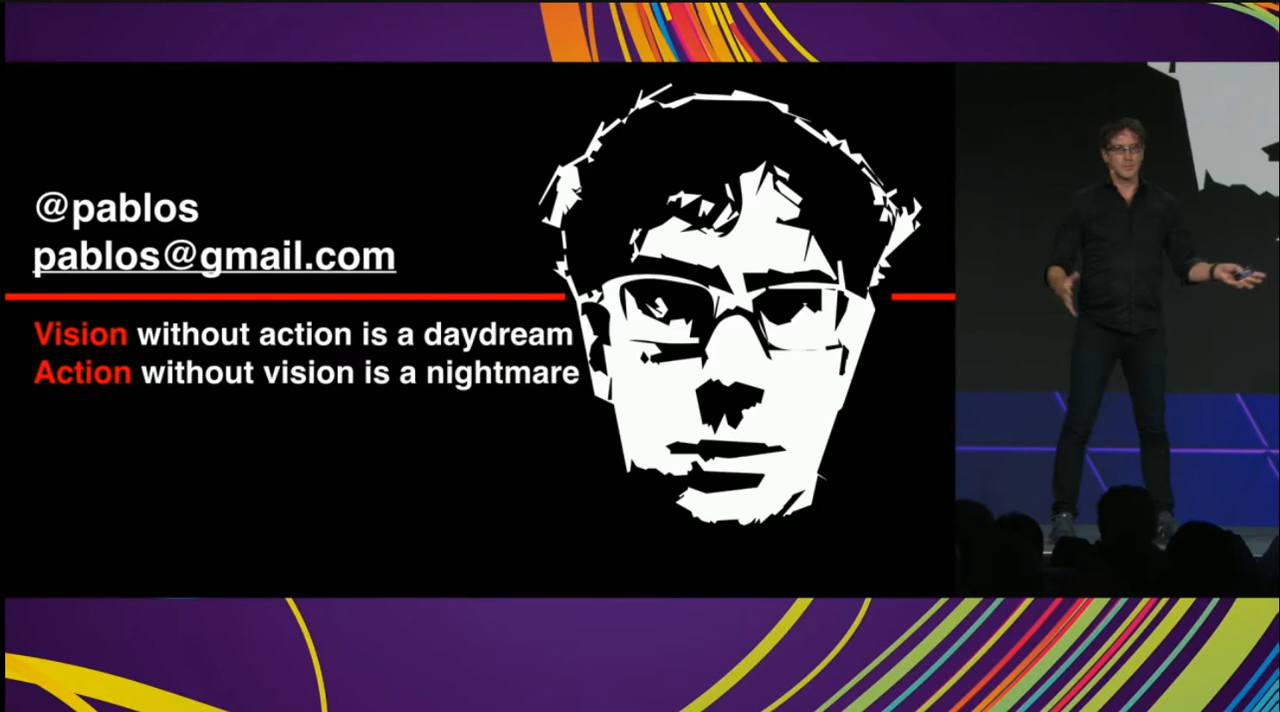 @pablos
pablos@gmail.com
Vision without action is a daydream
Action without vision is a nightmare